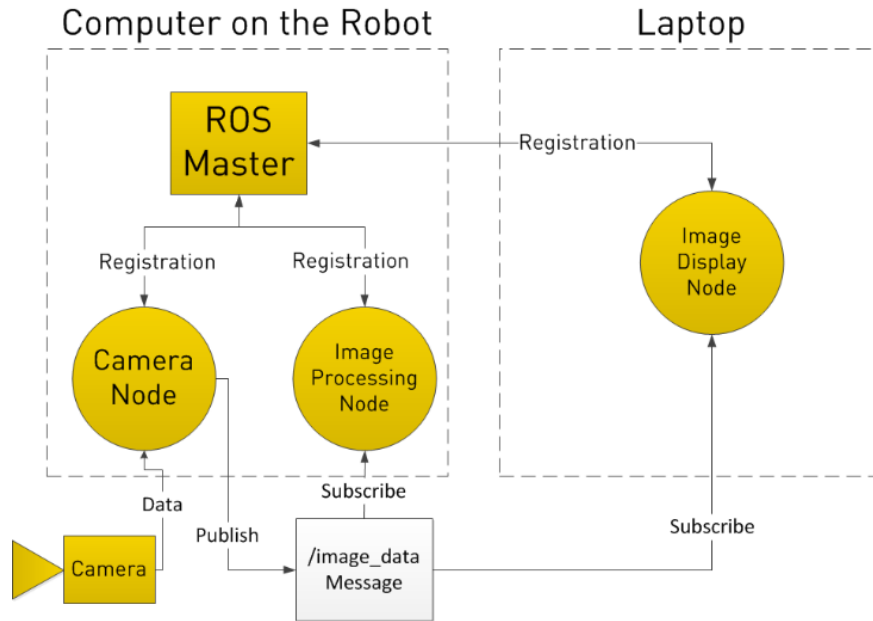 Computer on the Robot
Laptop
ROS
Master
Registration
Registration
Registration
Image
Display
Node
Camera
Node
Image
Processing
Node
Data
Publish
Subscribe
Subscribe
Camera
/image_data
Message